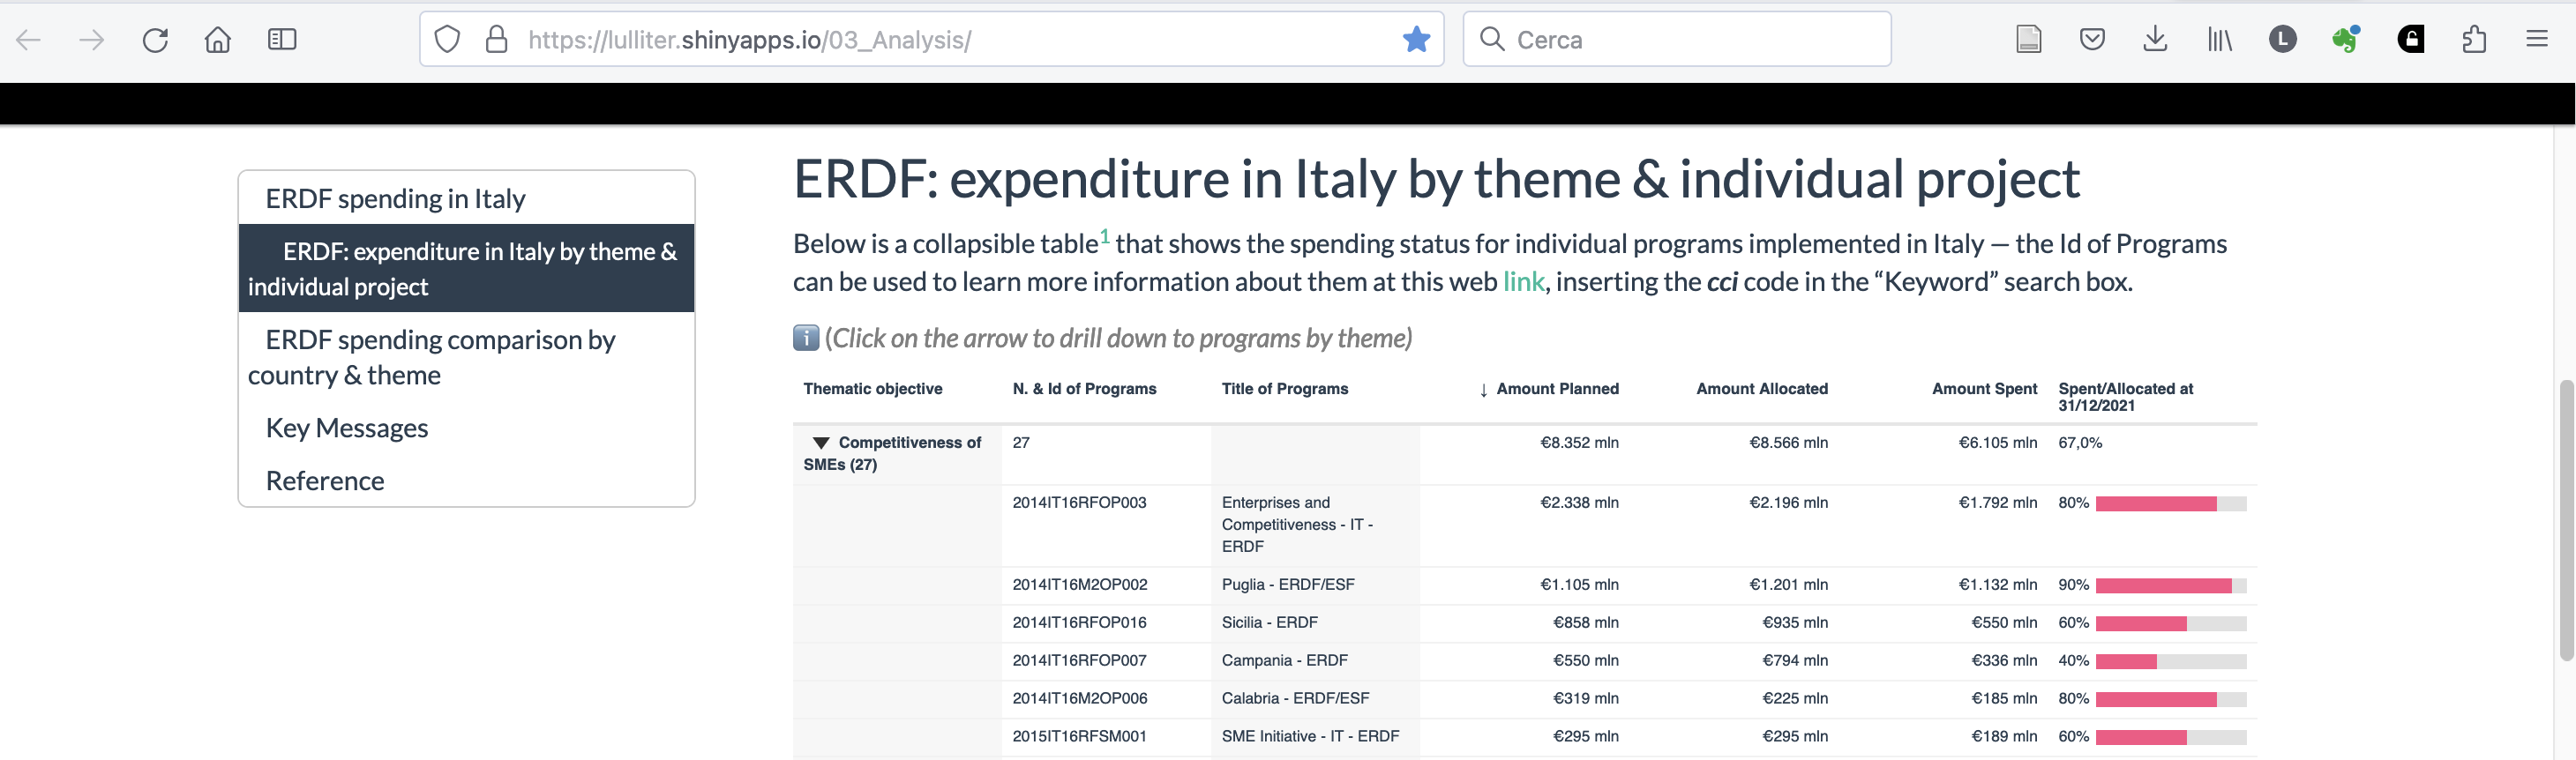 https://lulliter.shinyapps.io/03_Analysis/
Cerca
L
ERDF spending in Italy
ERDF: expenditure in Italy by theme &
individual project
ERDF spending comparison by
country & theme
Key Messages
Reference
ERDF: expenditure in Italy by theme & individual project
Below is a collapsible table1 that shows the spending status for individual programs implemented in Italy — the Id of Programs
can be used to learn more information about them at this web link, inserting the cci code in the “Keyword” search box.
i (Click on the arrow to drill down to programs by theme)
Thematic objective N. & Id of Programs Title of Programs ↓ Amount Planned Amount Allocated Amount Spent Spent/Allocated at
31/12/2021
▼ Competitiveness of 27 €8.352 mln €8.566 mln €6.105 mln 67,0%
SMEs (27)
2014IT16RFOP003 Enterprises and €2.338 mln €2.196 mln €1.792 mln 80%
Competitiveness - IT -
ERDF
2014IT16M2OP002 Puglia - ERDF/ESF €1.105 mln €1.201 mln €1.132 mln 90%
2014IT16RFOP016 Sicilia - ERDF €858 mln €935 mln €550 mln 60%
2014IT16RFOP007 Campania - ERDF €550 mln €794 mln €336 mln 40%
2014IT16M2OP006 Calabria - ERDF/ESF €319 mln €225 mln €185 mln 80%
2015IT16RFSM001 SME Initiative - IT - ERDF €295 mln €295 mln €189 mln 60%